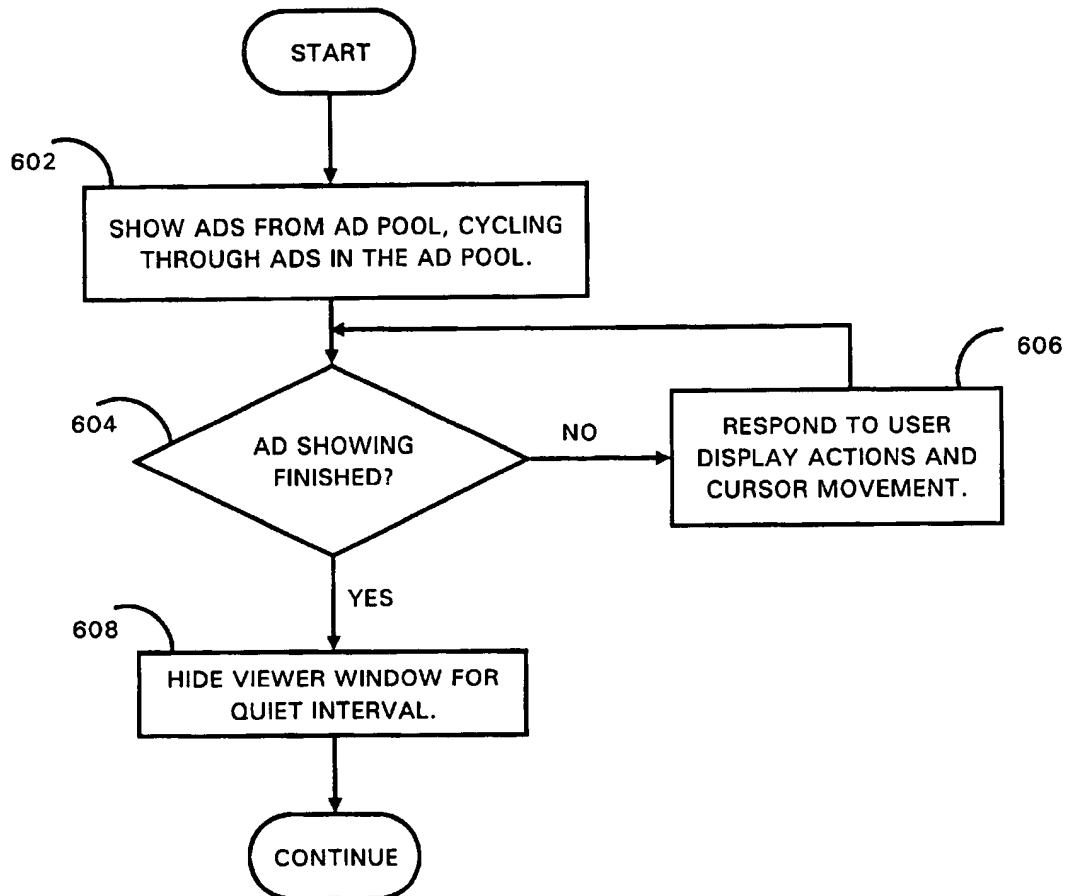 START
602
SHOW ADS FROM AD POOL, CYCLING
THROUGH ADS IN THE AD POOL.
606
604
AD SHOWING
FINISHED?
NO
RESPOND TO USER
DISPLAY ACTIONS AND
CURSOR MOVEMENT.
YES
608
HIDE VIEWER WINDOW FOR
QUIET INTERVAL.
CONTINUE